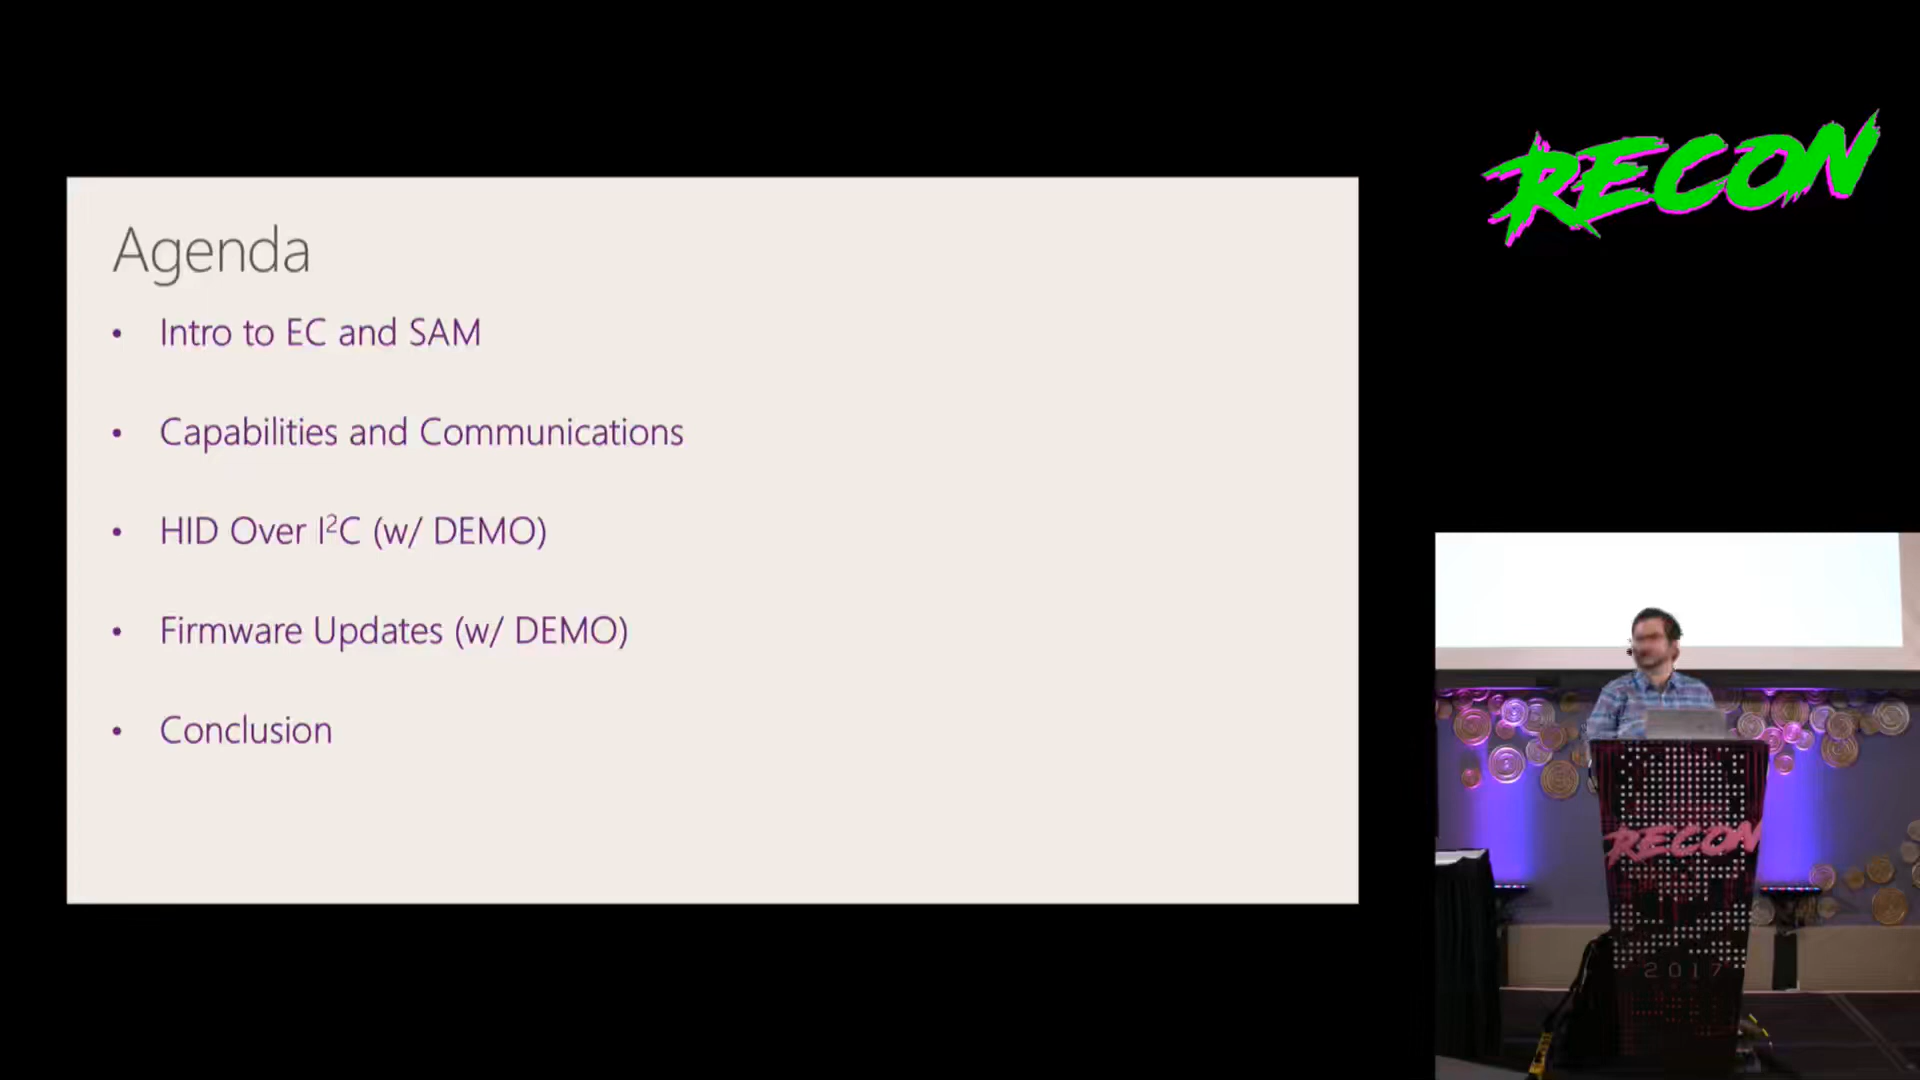 Agenda
• Intro to EC and SAM
• Capabilities and Communications
• HID Over I²C (w/ DEMO)
• Firmware Updates (w/ DEMO)
• Conclusion
RECON
RECON
2017